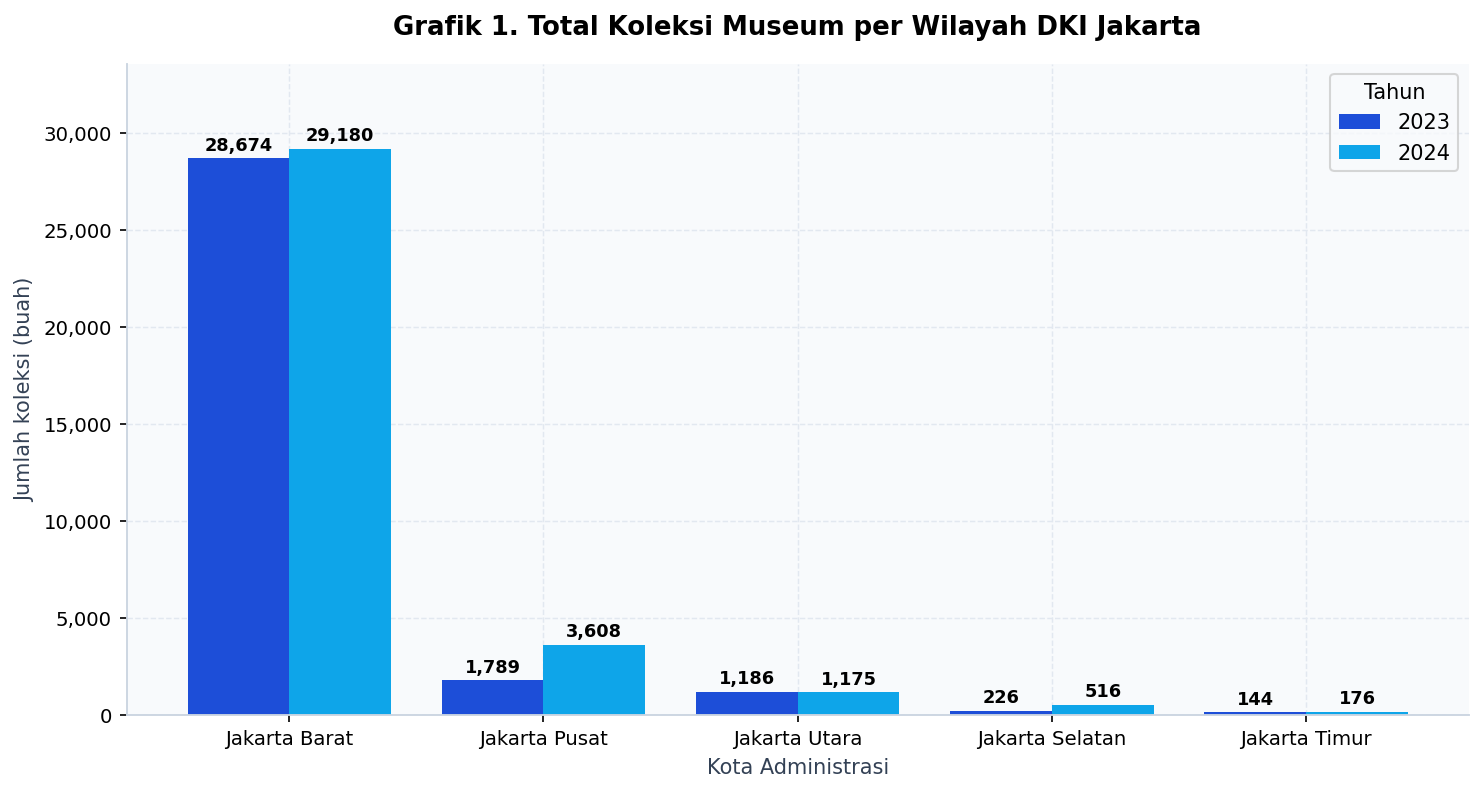 Grafik 1. Total Koleksi Museum per Wilayah DKI Jakarta
Tahun
2023
2024
Jumlah koleksi (buah)
30,000
25,000
20,000
15,000
10,000
5,000
0
28,674
29,180
1,789
3,608
1,186
1,175
226
516
144
176
Jakarta Barat
Jakarta Pusat
Jakarta Utara
Jakarta Selatan
Jakarta Timur
Kota Administrasi